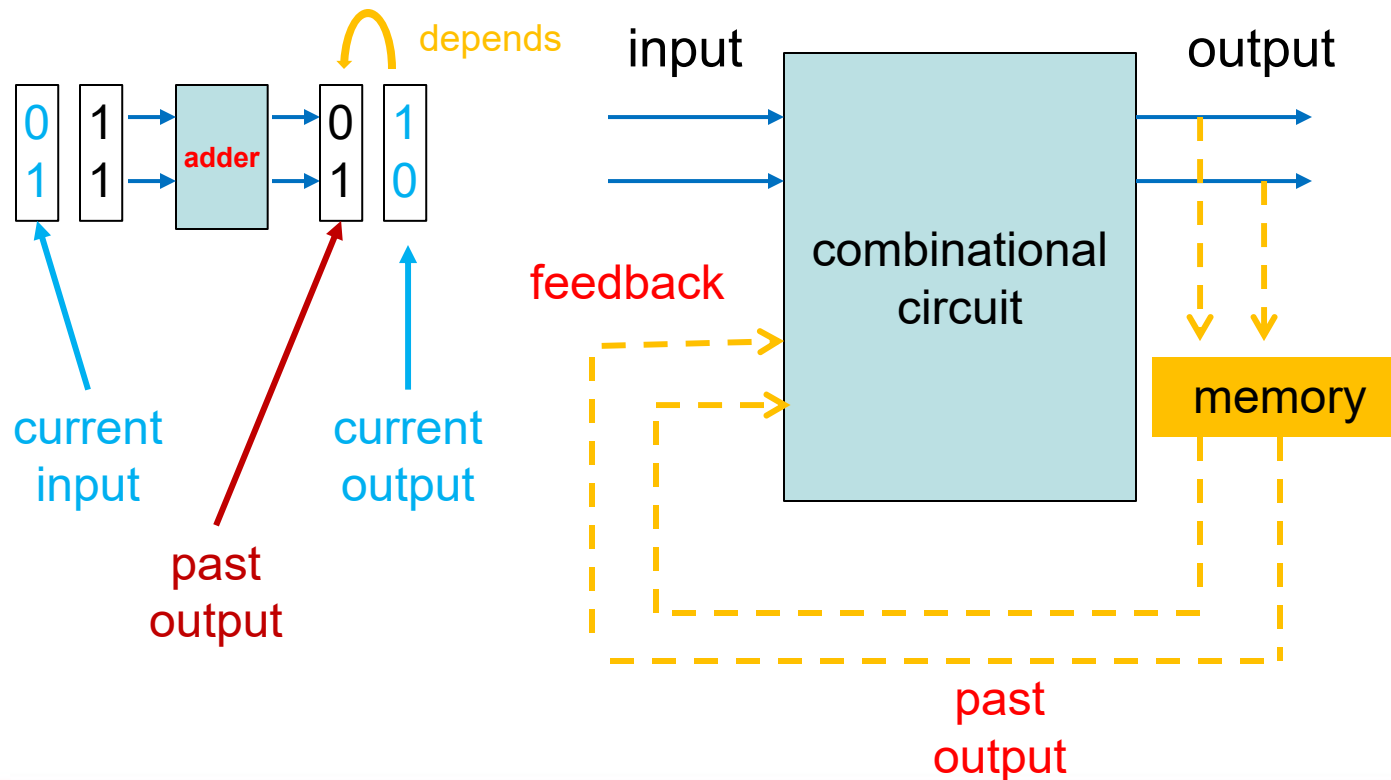 depends
0 1
1 1
adder
0 1
1 0
current
input
past
output
current
output
input
output
combinational
circuit
feedback
memory
past
output